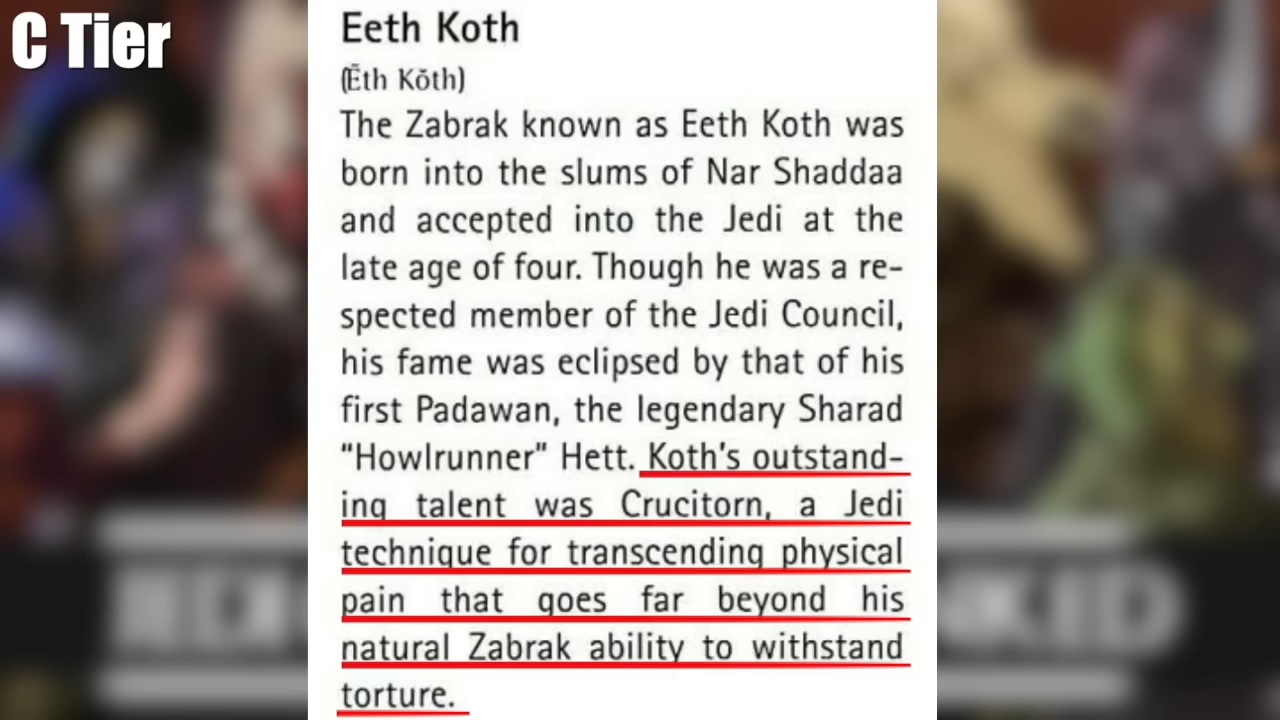 C Tier
Eeth Koth
(Ēth Kŏth)
The Zabrak known as Eeth Koth was
born into the slums of Nar Shaddaa
and accepted into the Jedi at the
late age of four. Though he was a re-
spected member of the Jedi Council,
his fame was eclipsed by that of his
first Padawan, the legendary Sharad
"Howlrunner" Hett. Koth's outstand-
ing talent was Crucitorn, a Jedi
technique for transcending physical
pain that goes far beyond his
natural Zabrak ability to withstand
torture.